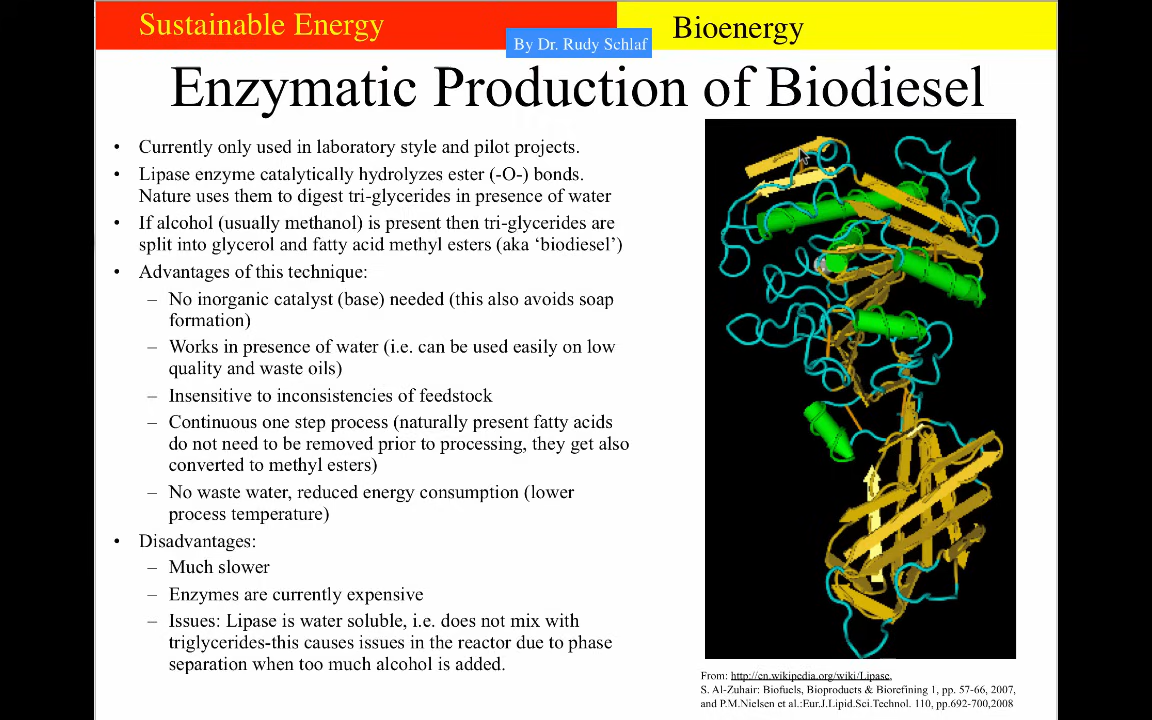 Sustainable Energy
Bioenergy
By Dr. Rudy Schlaf
Enzymatic Production of Biodiesel
• Currently only used in laboratory style and pilot projects.
• Lipase enzyme catalytically hydrolyzes ester (-O-) bonds.
Nature uses them to digest tri-glycerides in presence of water
• If alcohol (usually methanol) is present then tri-glycerides are
split into glycerol and fatty acid methyl esters (aka ‘biodiesel’)
• Advantages of this technique:
– No inorganic catalyst (base) needed (this also avoids soap
formation)
– Works in presence of water (i.e. can be used easily on low
quality and waste oils)
– Insensitive to inconsistencies of feedstock
– Continuous one step process (naturally present fatty acids
do not need to be removed prior to processing, they get also
converted to methyl esters)
– No waste water, reduced energy consumption (lower
process temperature)
• Disadvantages:
– Much slower
– Enzymes are currently expensive
– Issues: Lipase is water soluble, i.e. does not mix with
triglycerides-this causes issues in the reactor due to phase
separation when too much alcohol is added.
From: http://en.wikipedia.org/wiki/Lipase,
S. Al-Zuhair: Biofuels, Bioproducts & Biorefining 1, pp. 57-66, 2007,
and P.M.Nielsen et al.:Eur.J.Lipid.Sci.Technol. 110, pp.692-700,2008